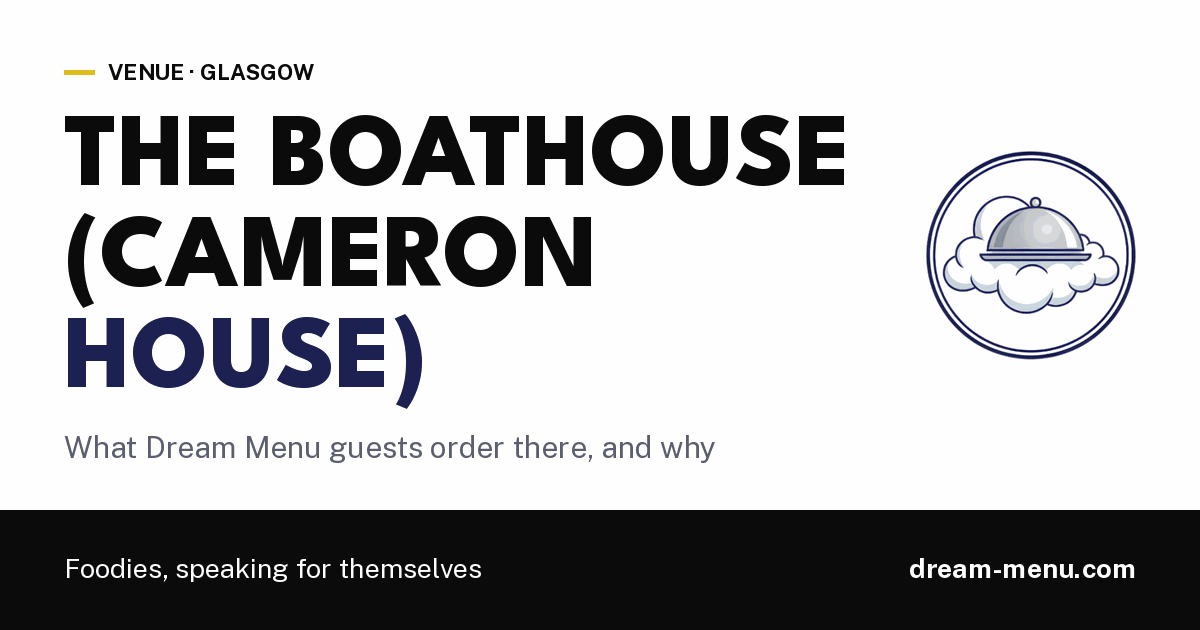 VENUE · GLASGOW
THE BOATHOUSE
(CAMERON
HOUSE)
What Dream Menu guests order there, and why
Foodies, speaking for themselves
dream-menu.com